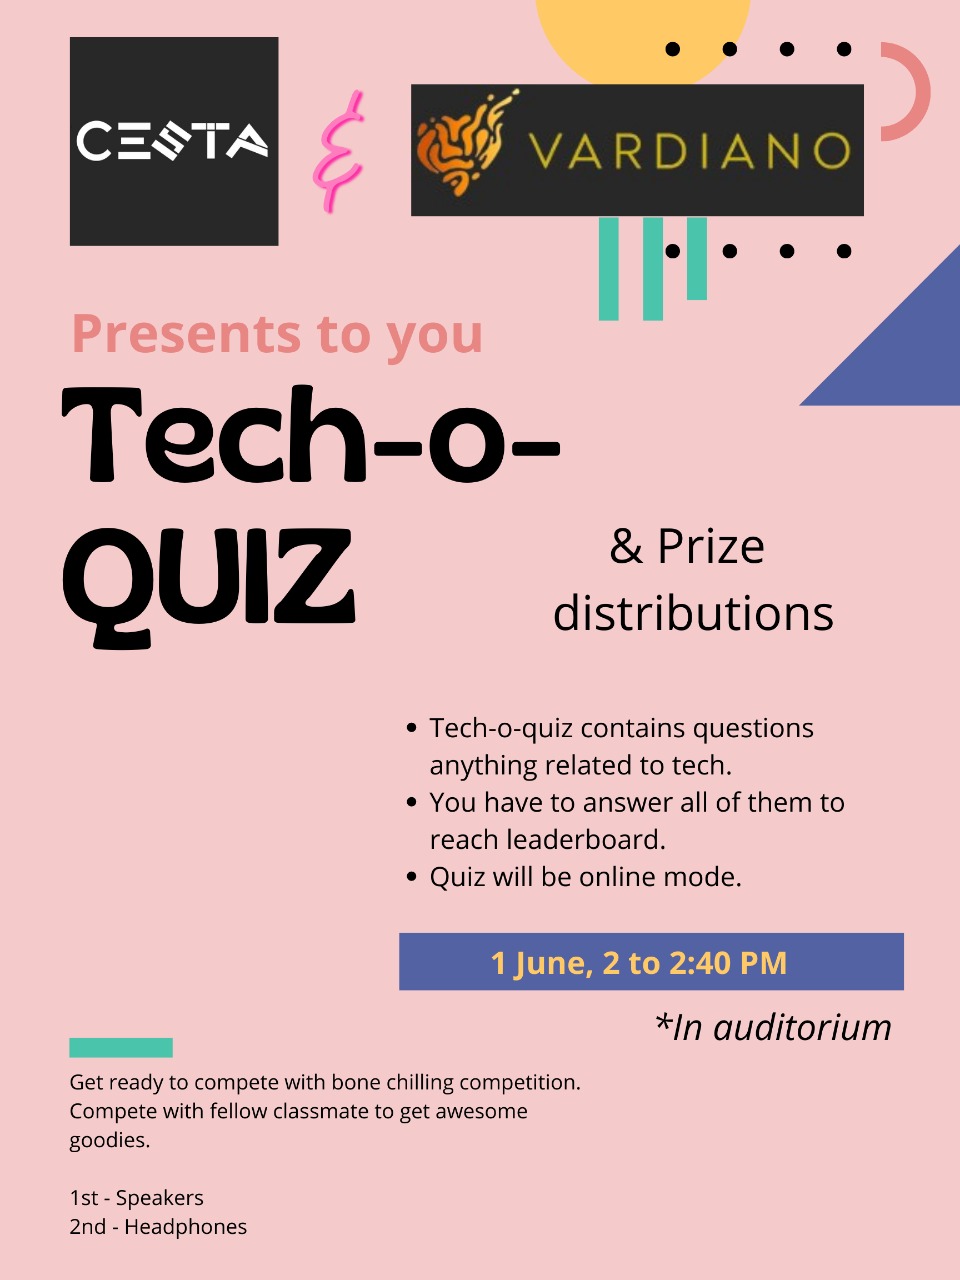 CESTA & VARDIANO
Presents to you
Tech-o-
QUIZ
& Prize
distributions
• Tech-o-quiz contains questions
anything related to tech.
• You have to answer all of them to
reach leaderboard.
• Quiz will be online mode.
1 June, 2 to 2:40 PM
*In auditorium
Get ready to compete with bone chilling competition.
Compete with fellow classmate to get awesome
goodies.
1st - Speakers
2nd - Headphones